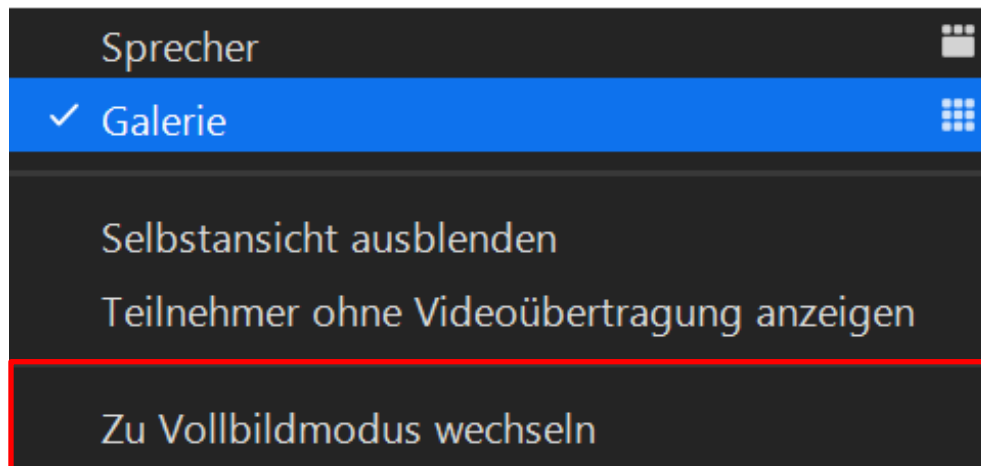 Sprecher
Galerie
Selbstansicht ausblenden
Teilnehmer ohne Videoübertragung anzeigen
Zu Vollbildmodus wechseln